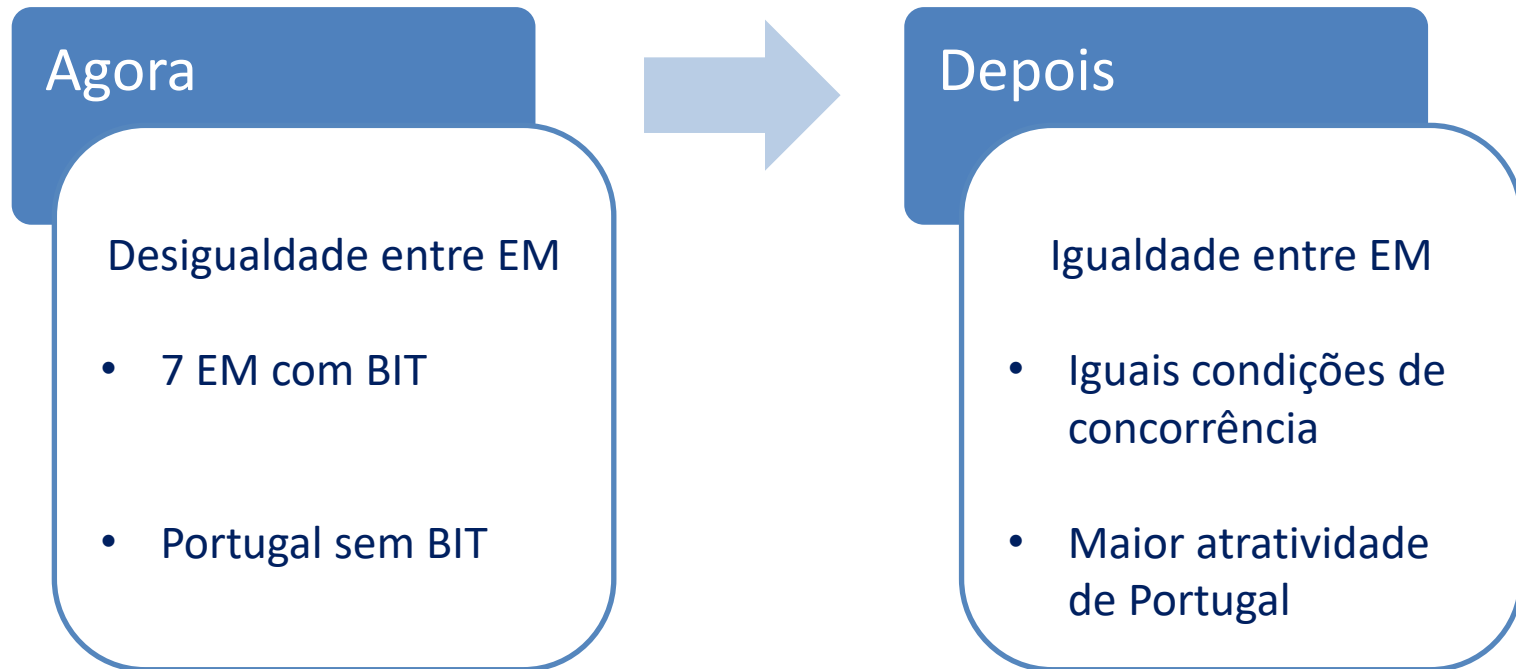 Agora
Desigualdade entre EM
• 7 EM com BIT
• Portugal sem BIT
Depois
Igualdade entre EM
• Iguais condições de
concorrência
• Maior atratividade
de Portugal